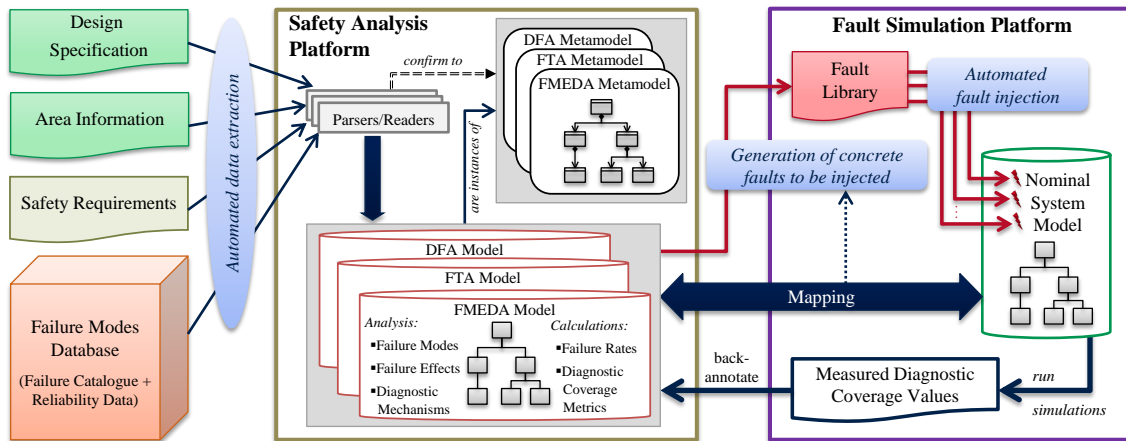 Design
Specification
Area Information
Safety Requirements
Failure Modes
Database
(Failure Catalogue +
Reliability Data)
Automated data extraction
Safety Analysis
Platform
confirm to
Parsers/Readers
DFA Metamodel
FTA Metamodel
FMEDA Metamodel
are instances of
DFA Model
FTA Model
FMEDA Model
Analysis:
▪Failure Modes
▪Failure Effects
▪Diagnostic
Mechanisms
Calculations:
▪Failure Rates
▪Diagnostic
Coverage
Metrics
Fault Simulation Platform
Fault
Library
Automated
fault injection
Generation of concrete
faults to be injected
Nominal
System
Model
Mapping
back-
annotate
Measured Diagnostic
Coverage Values
run
simulations